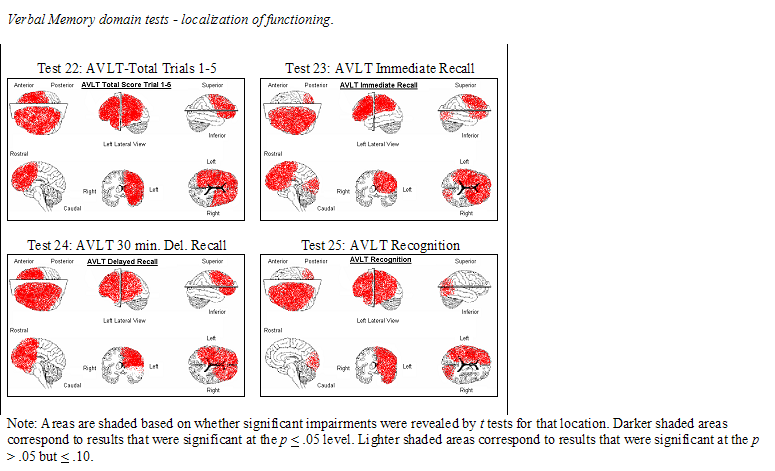 Verbal Memory domain tests - localization of functioning.
Test 22: AVLT-Total Trials 1-5
Test 23: AVLT Immediate Recall
Anterior Posterior AVLT Total Score Trial 1-5 Superior
Left Lateral View
Inferior
Rostral
Left
Right Left
Caudal
Right
Anterior Posterior AVLT Immediate Recall Superior
Left Lateral View
Inferior
Rostral
Left
Right Left
Caudal
Right
Test 24: AVLT 30 min. Del. Recall
Test 25: AVLT Recognition
Anterior Posterior AVLT Delayed Recall Superior
Inferior
Left Lateral View
Rostral
Left
Right Left
Caudal
Right
Anterior Posterior AVLT Recognition Superior
Inferior
Left Lateral View
Rostral
Left
Right Left
Caudal
Right
Note: Areas are shaded based on whether significant impairments were revealed by t tests for that location. Darker shaded areas
correspond to results that were significant at the p ≤ .05 level. Lighter shaded areas correspond to results that were significant at the p
> .05 but ≤ .10.